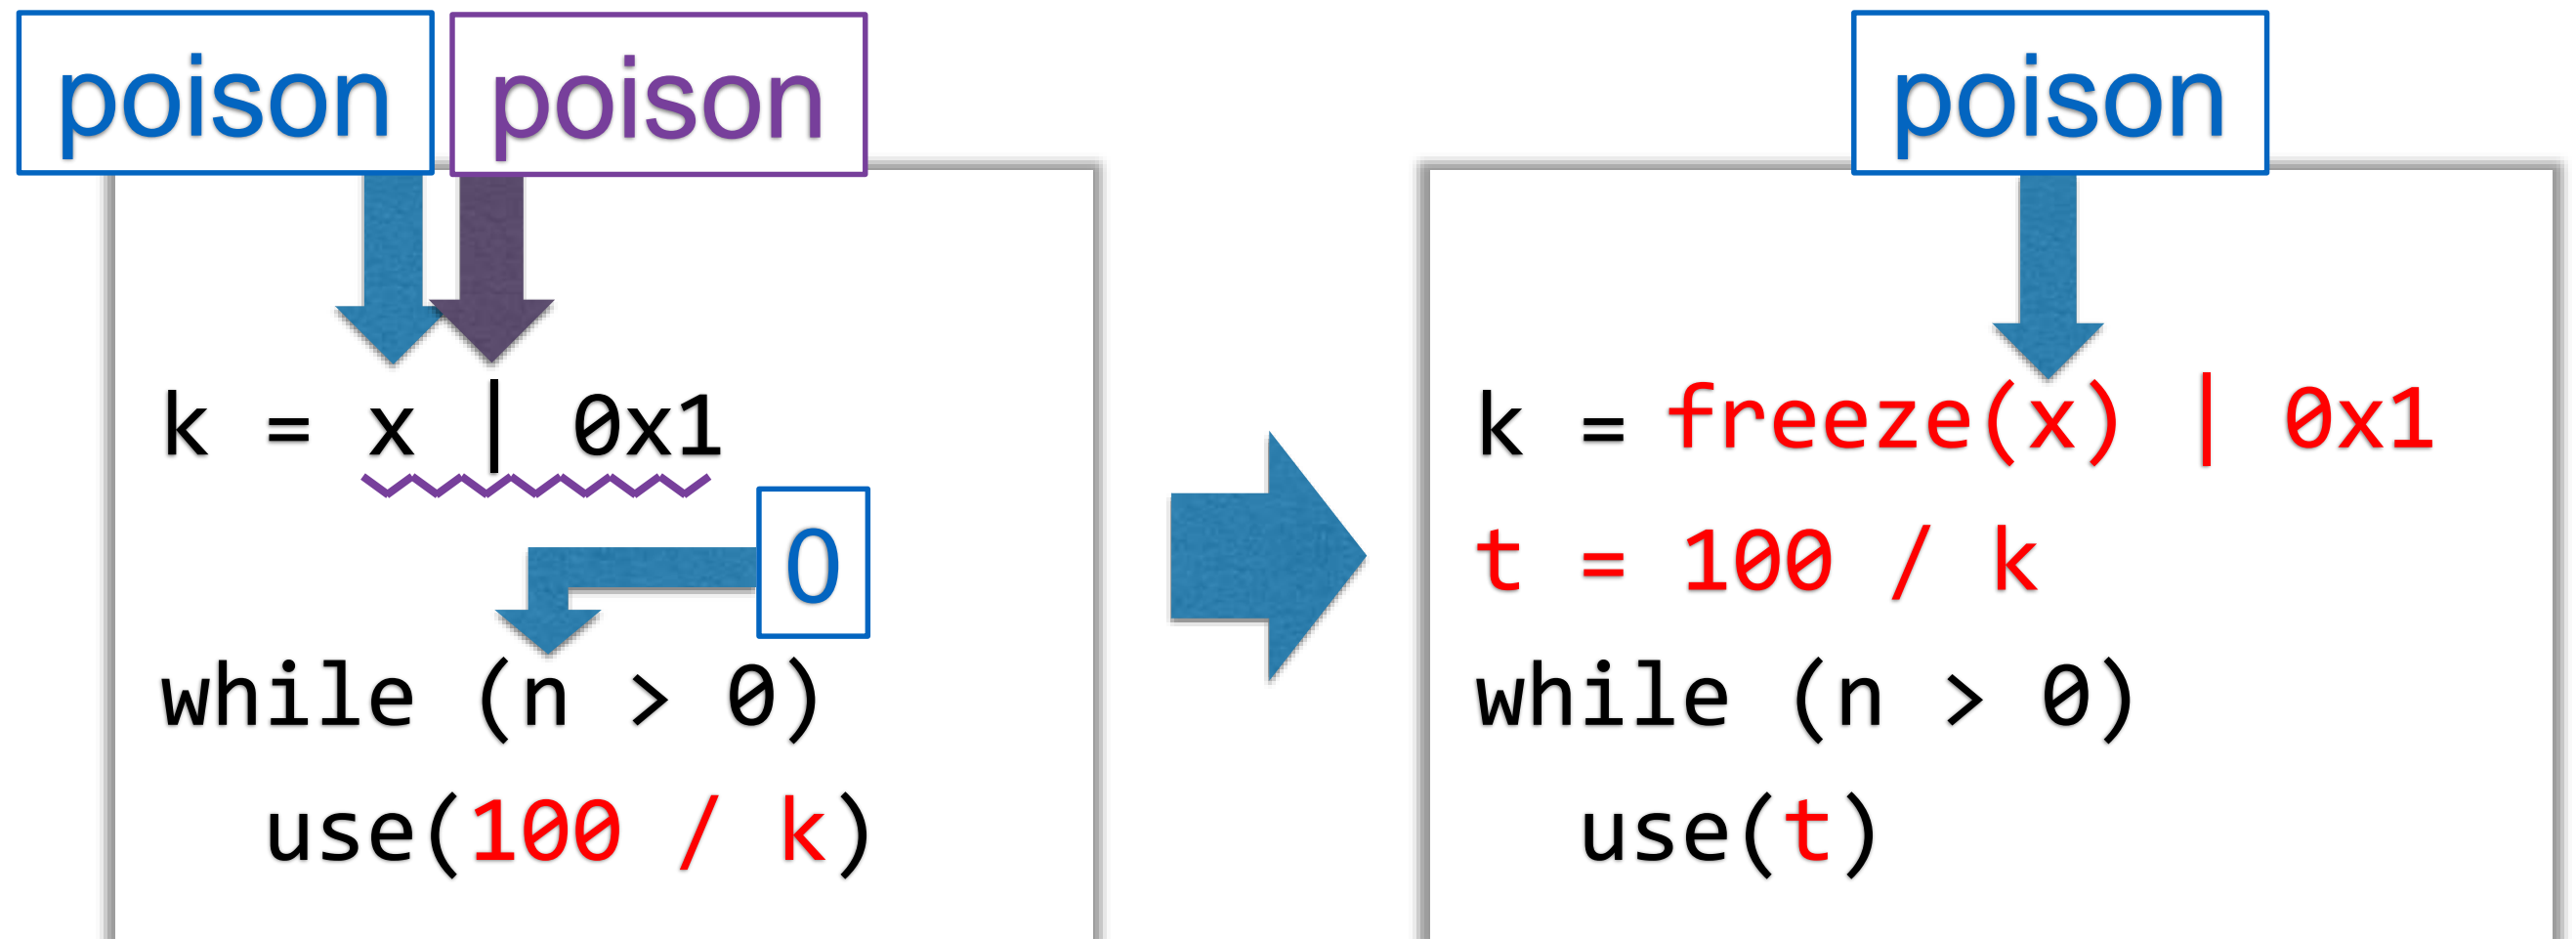 poison poison
k = x | 0x1
0
while (n > 0)
use(100 / k)
poison
k = freeze(x) | 0x1
t = 100 / k
while (n > 0)
use(t)